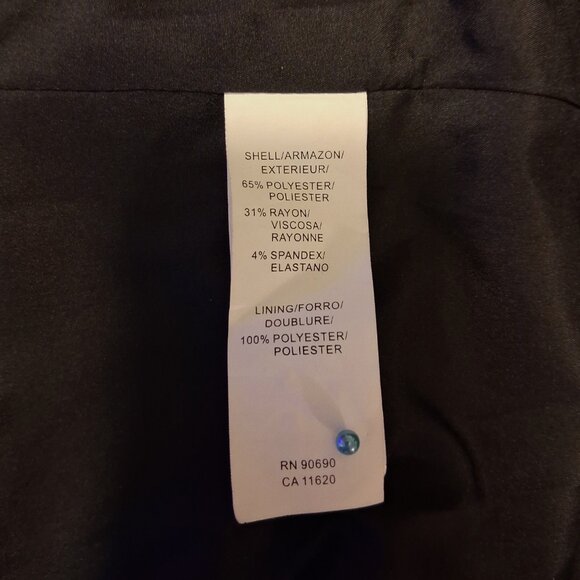 SHELL/ARMAZON/
EXTERIEUR/
65% POLYESTER/
POLIESTER
31% RAYON/
VISCOSA/
RAYONNE
4% SPANDEX/
ELASTANO
LINING/FORRO/
DOUBLURE/
100% POLYESTER/
POLIESTER
RN 90690
CA 11620